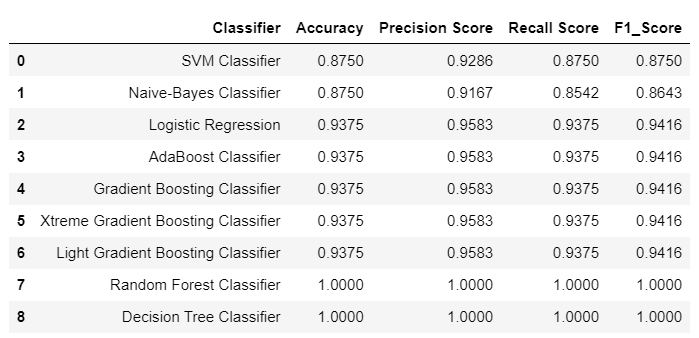 Classifier Accuracy Precision Score Recall Score F1_Score
0 SVM Classifier 0.8750 0.9286 0.8750 0.8750
1 Naive-Bayes Classifier 0.8750 0.9167 0.8542 0.8643
2 Logistic Regression 0.9375 0.9583 0.9375 0.9416
3 AdaBoost Classifier 0.9375 0.9583 0.9375 0.9416
4 Gradient Boosting Classifier 0.9375 0.9583 0.9375 0.9416
5 Xtreme Gradient Boosting Classifier 0.9375 0.9583 0.9375 0.9416
6 Light Gradient Boosting Classifier 0.9375 0.9583 0.9375 0.9416
7 Random Forest Classifier 1.0000 1.0000 1.0000 1.0000
8 Decision Tree Classifier 1.0000 1.0000 1.0000 1.0000